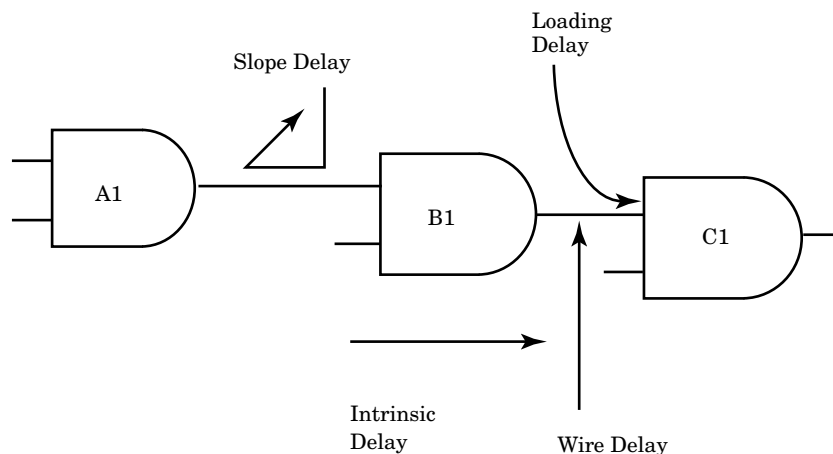 Loading
Delay
Slope Delay
A1
B1
C1
Intrinsic
Delay
Wire Delay